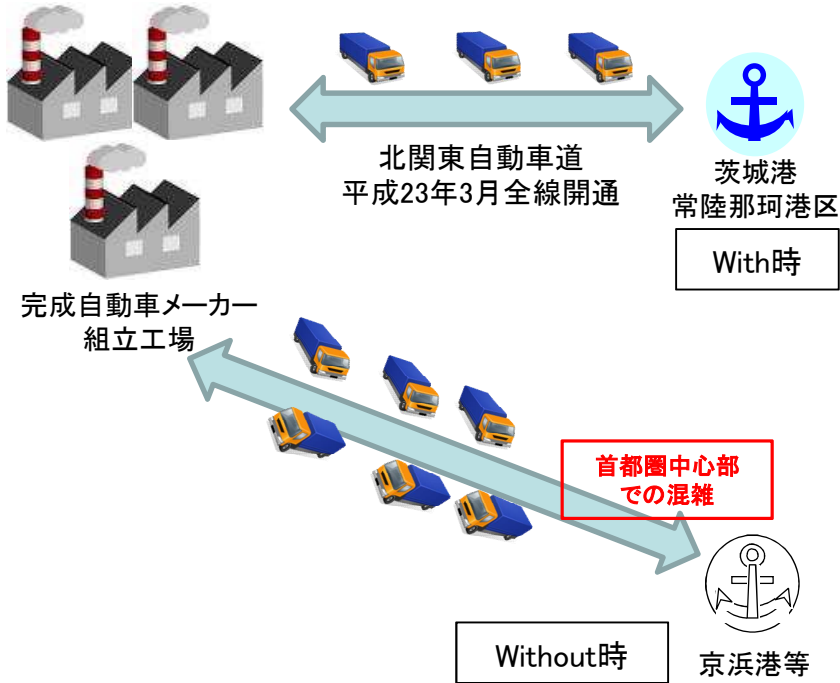 北関東自動車道
平成23年3月全線開通
茨城港
常陸那珂港区
With時
完成自動車メーカー
組立工場
首都圏中心部
での混雑
Without時
京浜港等